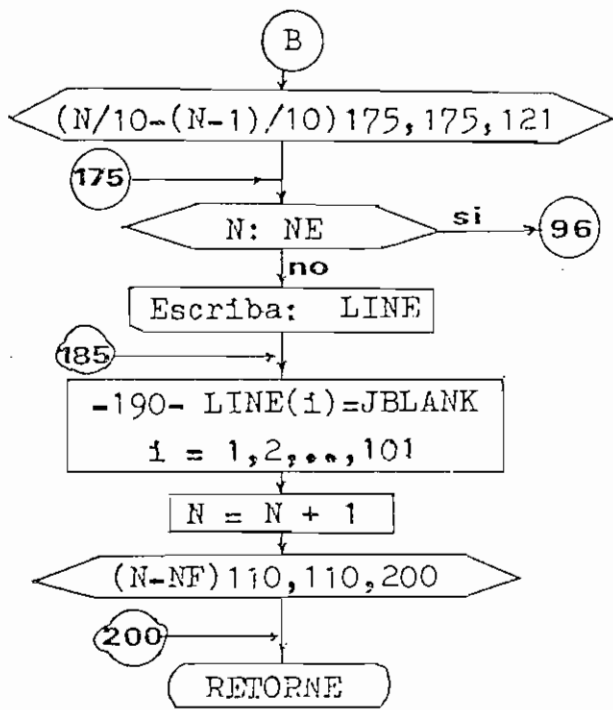 B
(N/10-(N-1)/10)175,175,121
175
N: NE
si
96
no
Escriba: LINE
185
-190- LINE(i)=JBLANK
i = 1,2,..,101
N = N + 1
(N-NF)110,110,200
200
RETORNE